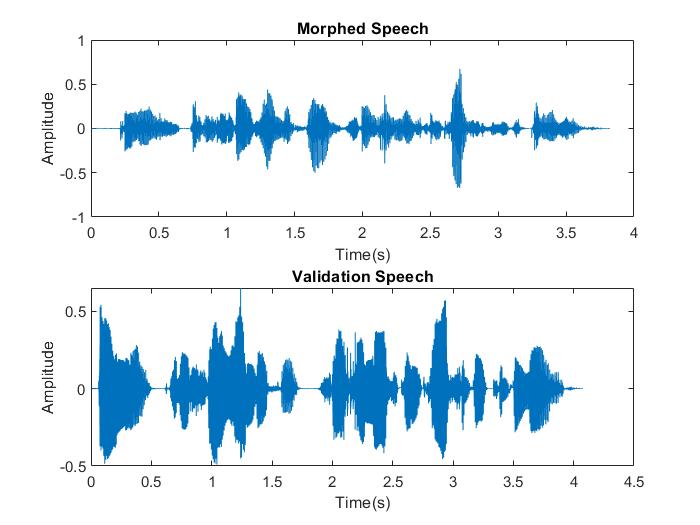 Morphed Speech
1
0.5
0
-0.5
-1
Amplitude
0 0.5 1 1.5 2 2.5 3 3.5 4
Time(s)
Validation Speech
0.5
0
-0.5
Amplitude
0 0.5 1 1.5 2 2.5 3 3.5 4 4.5
Time(s)